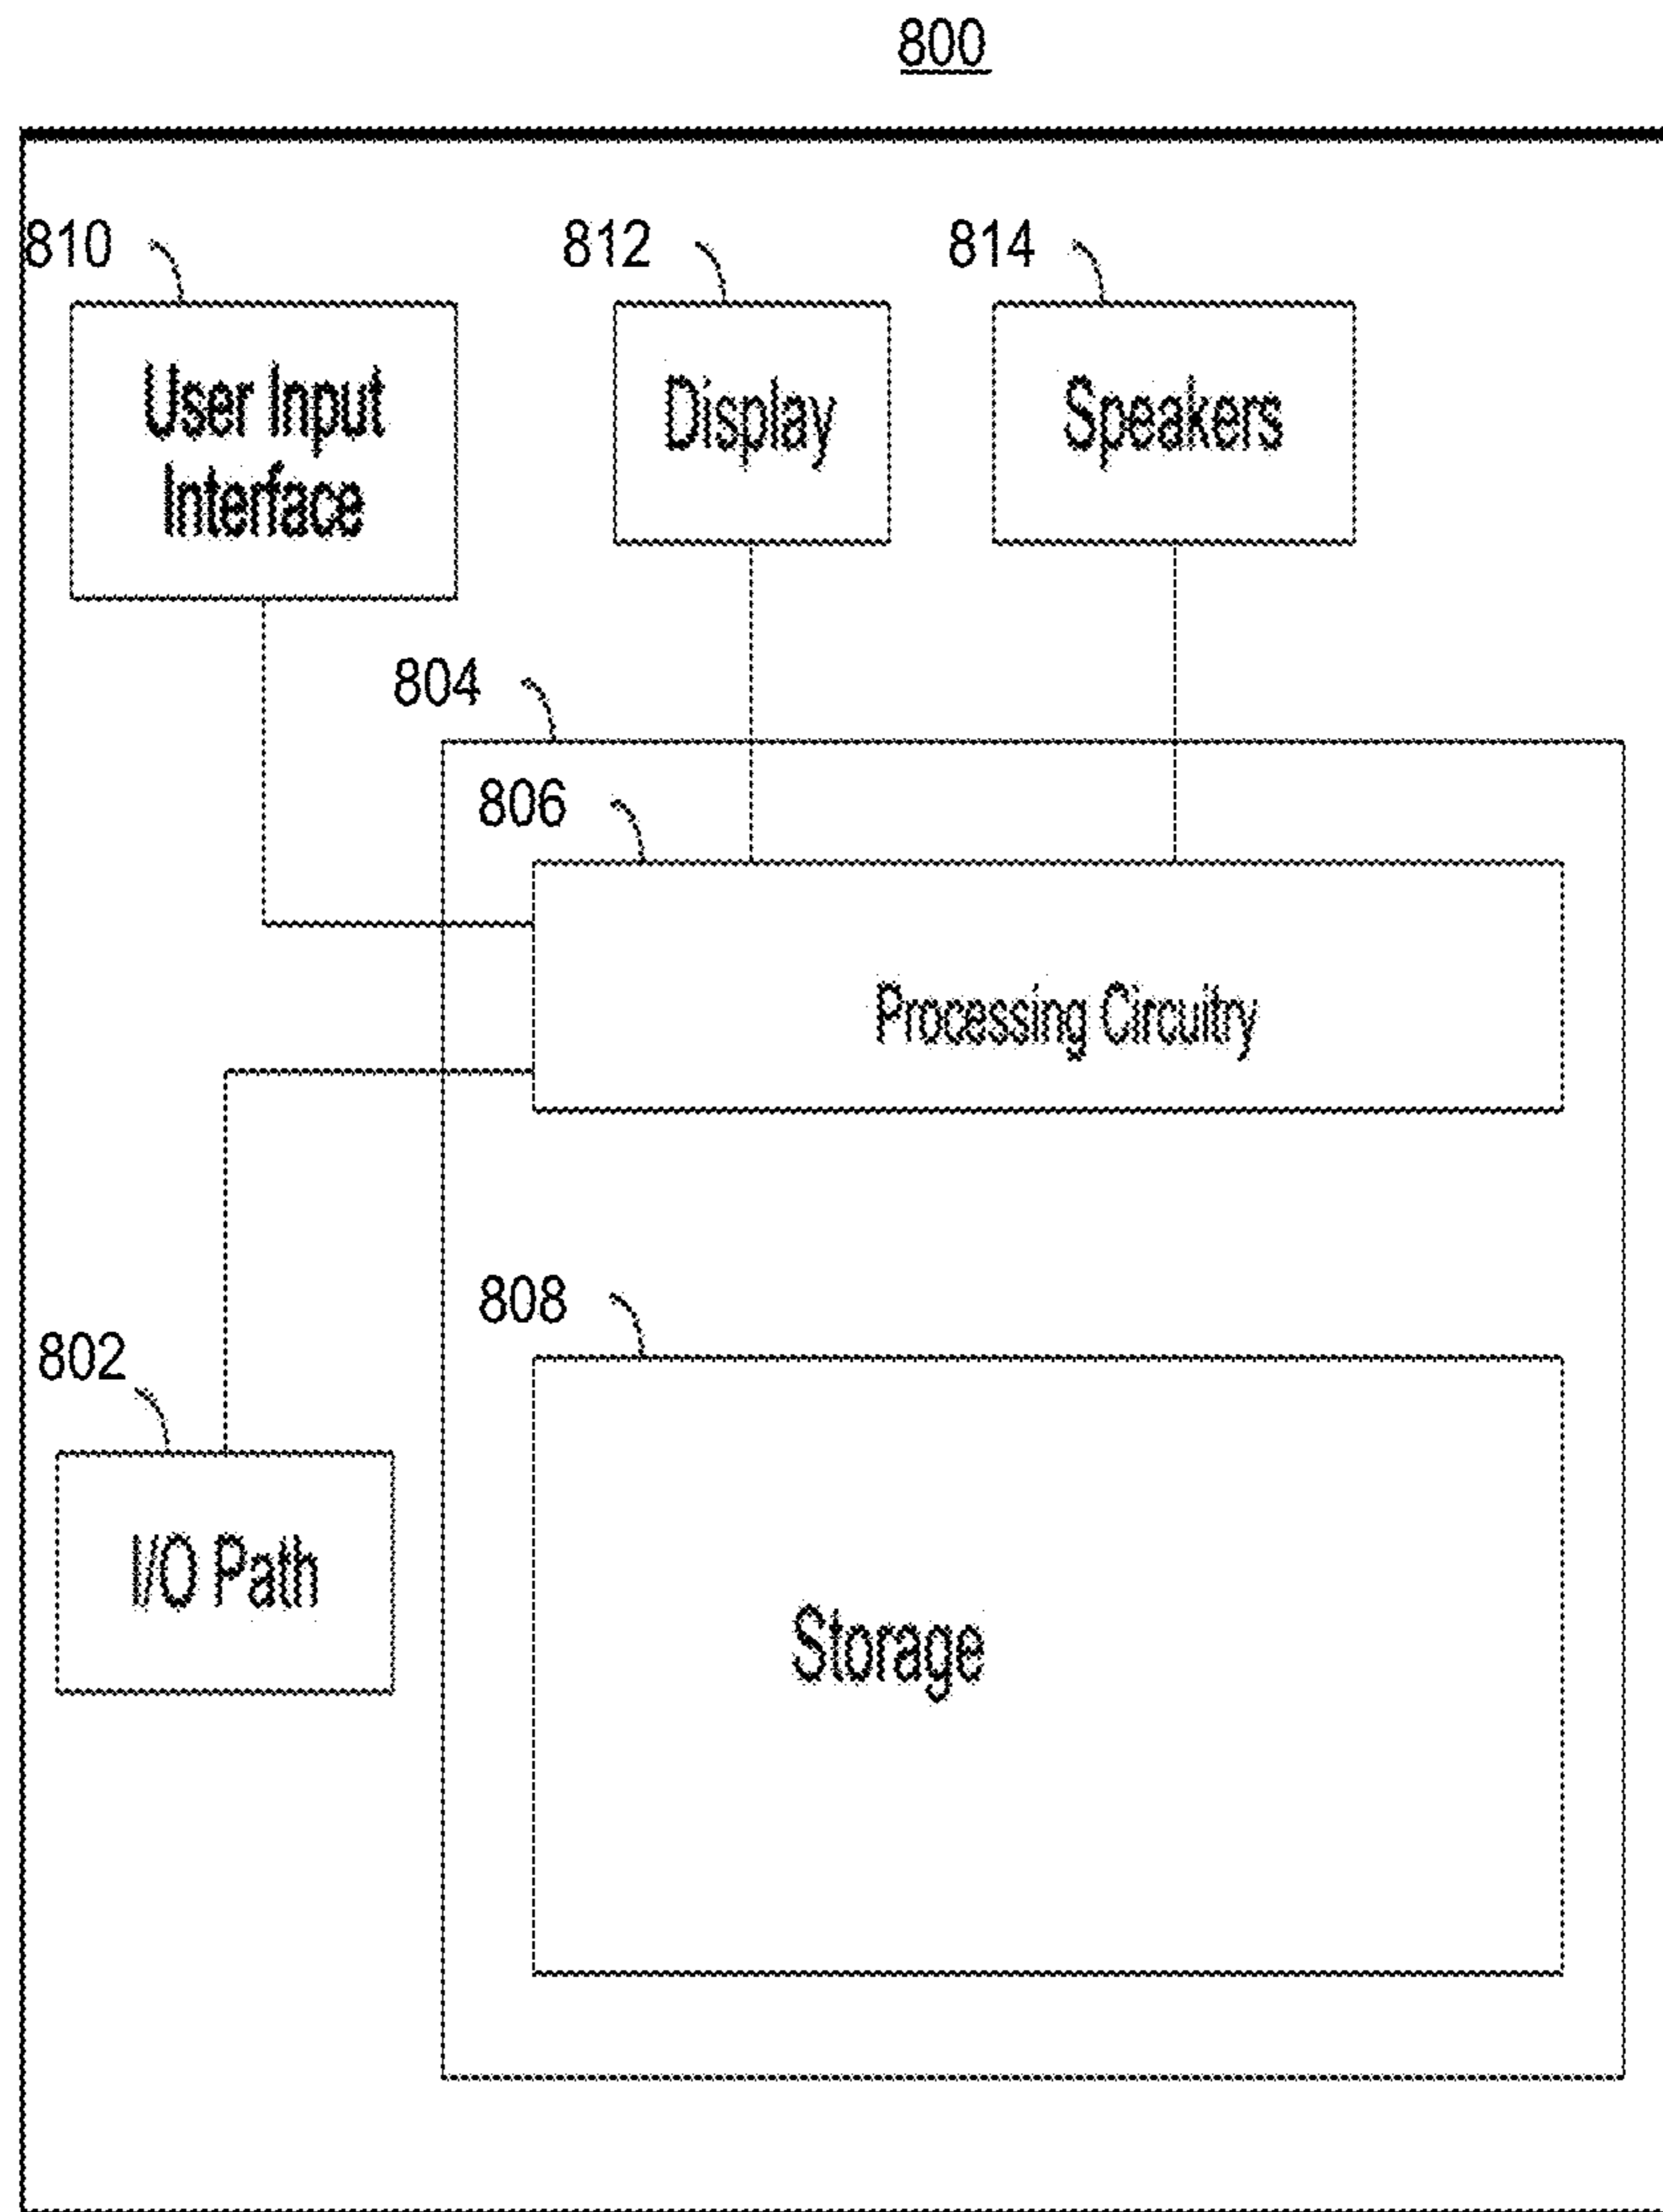 800
810
812
814
User Input
Interface
Display
Speakers
804
806
Processing Circuitry
808
802
I/O Path
Storage